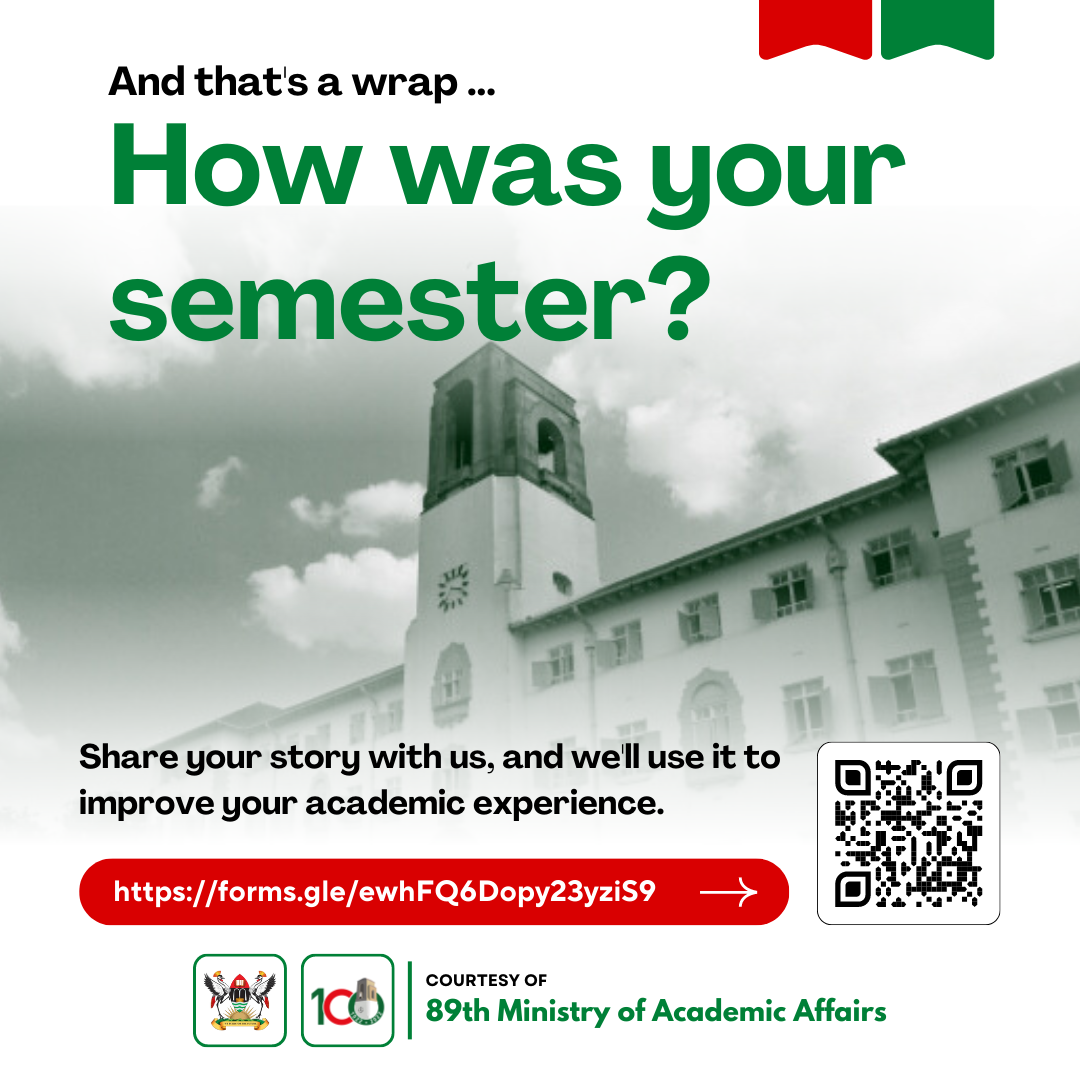 And that's a wrap ...
How was your
semester?
Share your story with us, and we'll use it to
improve your academic experience.
https://forms.gle/ewhFQ6Dopy23yziS9
100
COURTESY OF
89th Ministry of Academic Affairs